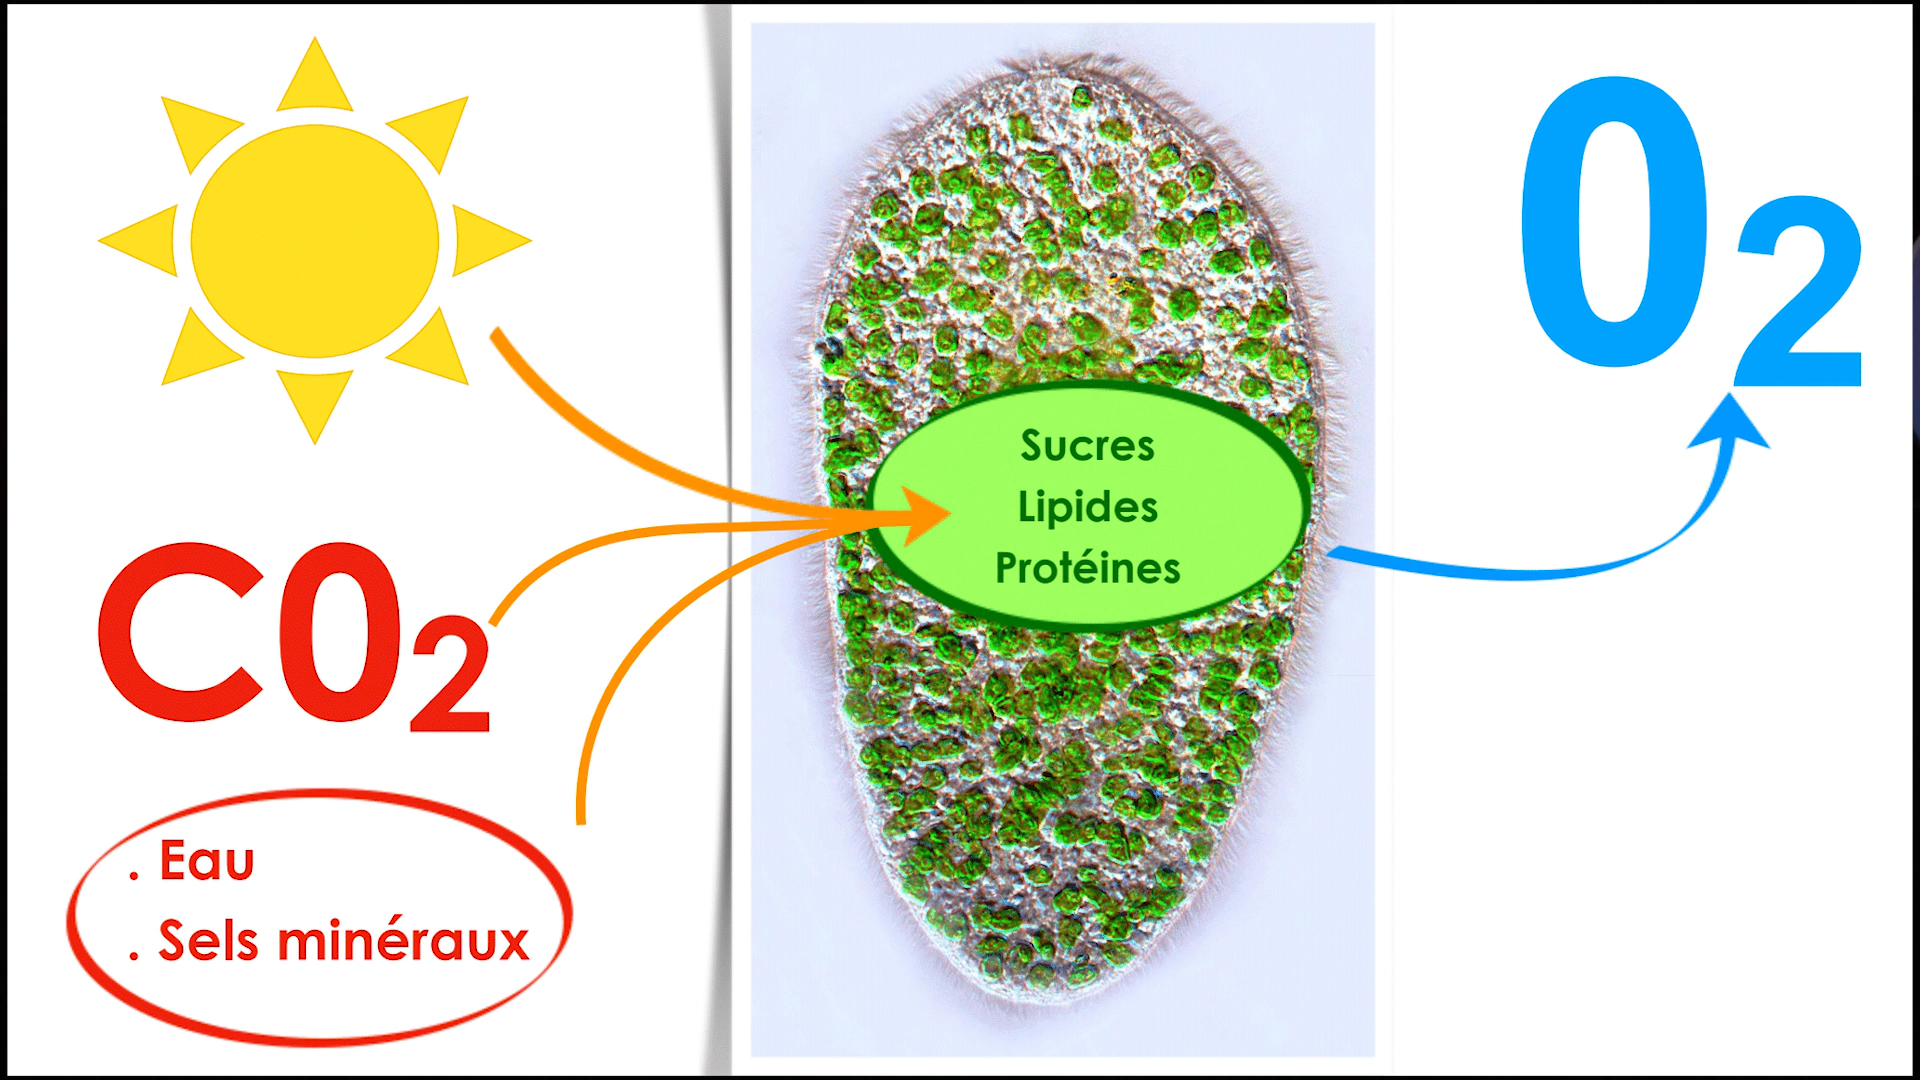 CO2
. Eau
. Sels minéraux
Sucres
Lipides
Protéines
O2